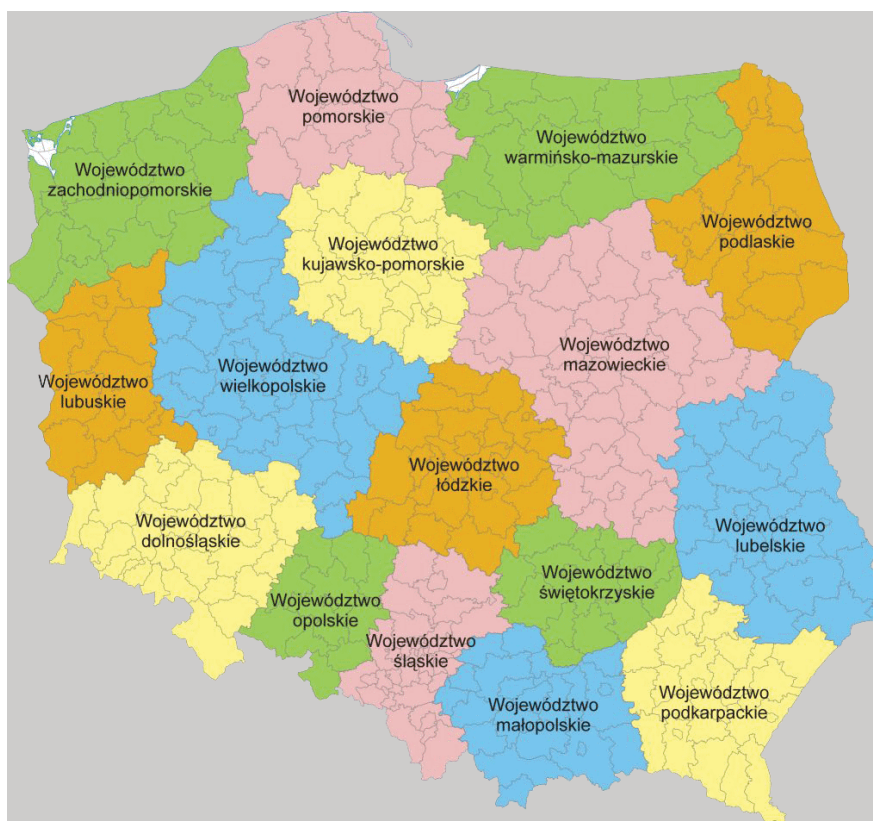 Województwo
pomorskie
Województwo
zachodniopomorskie
Województwo
warmińsko-mazurskie
Województwo
podlaskie
Województwo
kujawsko-pomorskie
Województwo
mazowieckie
Województwo
wielkopolskie
Województwo
lubuskie
Województwo
łódzkie
Województwo
dolnośląskie
Województwo
lubelskie
Województwo
świętokrzyskie
Województwo
opolskie
Województwo
śląskie
Województwo
małopolskie
Województwo
podkarpackie